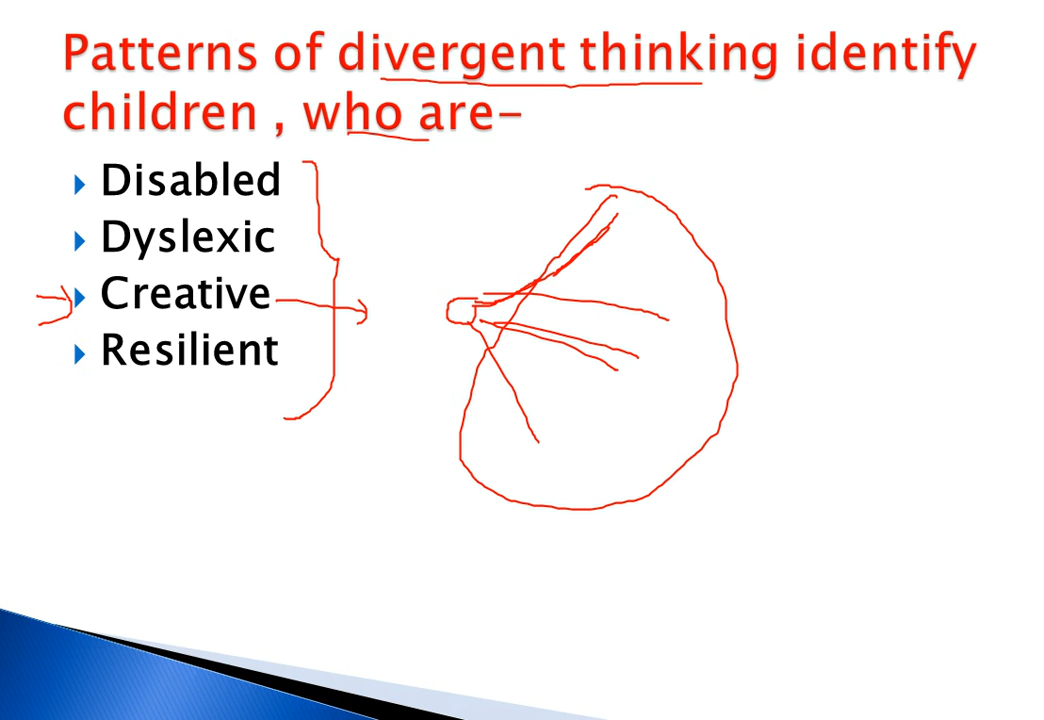 Patterns of divergent thinking identify
children , who are-
Disabled
Dyslexic
Creative
Resilient